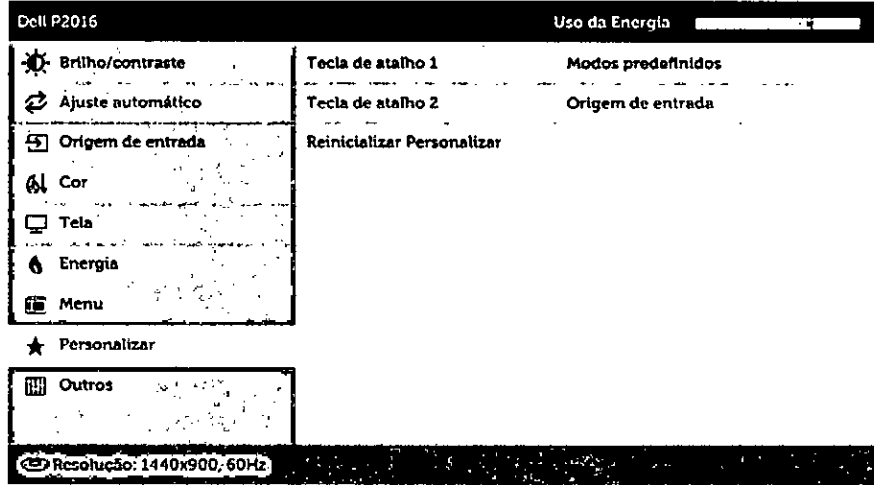 Dell P2016 Uso da Energia
Brilho/contraste Tecla de atalho 1 Modos predefinidos
Ajuste automático Tecla de atalho 2 Origem de entrada
Origem de entrada Reinicializar Personalizar
Cor
Tela
Energia
Menu
Personalizar
Outros
Resolução: 1440x900, 60Hz